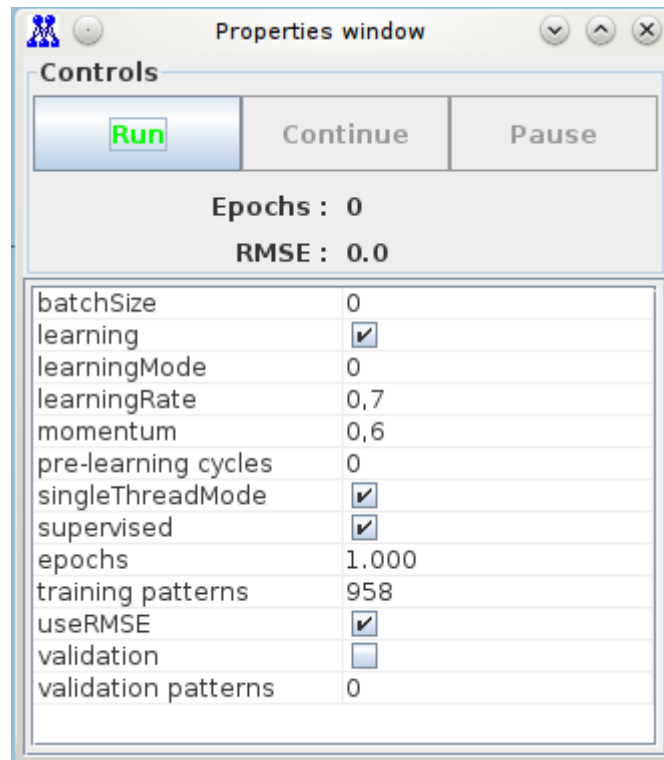 Properties window
Controls
Run Continue Pause
Epochs : 0
RMSE : 0.0
batchSize 0
learning
learningMode 0
learningRate 0,7
momentum 0,6
pre-learning cycles 0
singleThreadMode
supervised
epochs 1.000
training patterns 958
useRMSE
validation
validation patterns 0